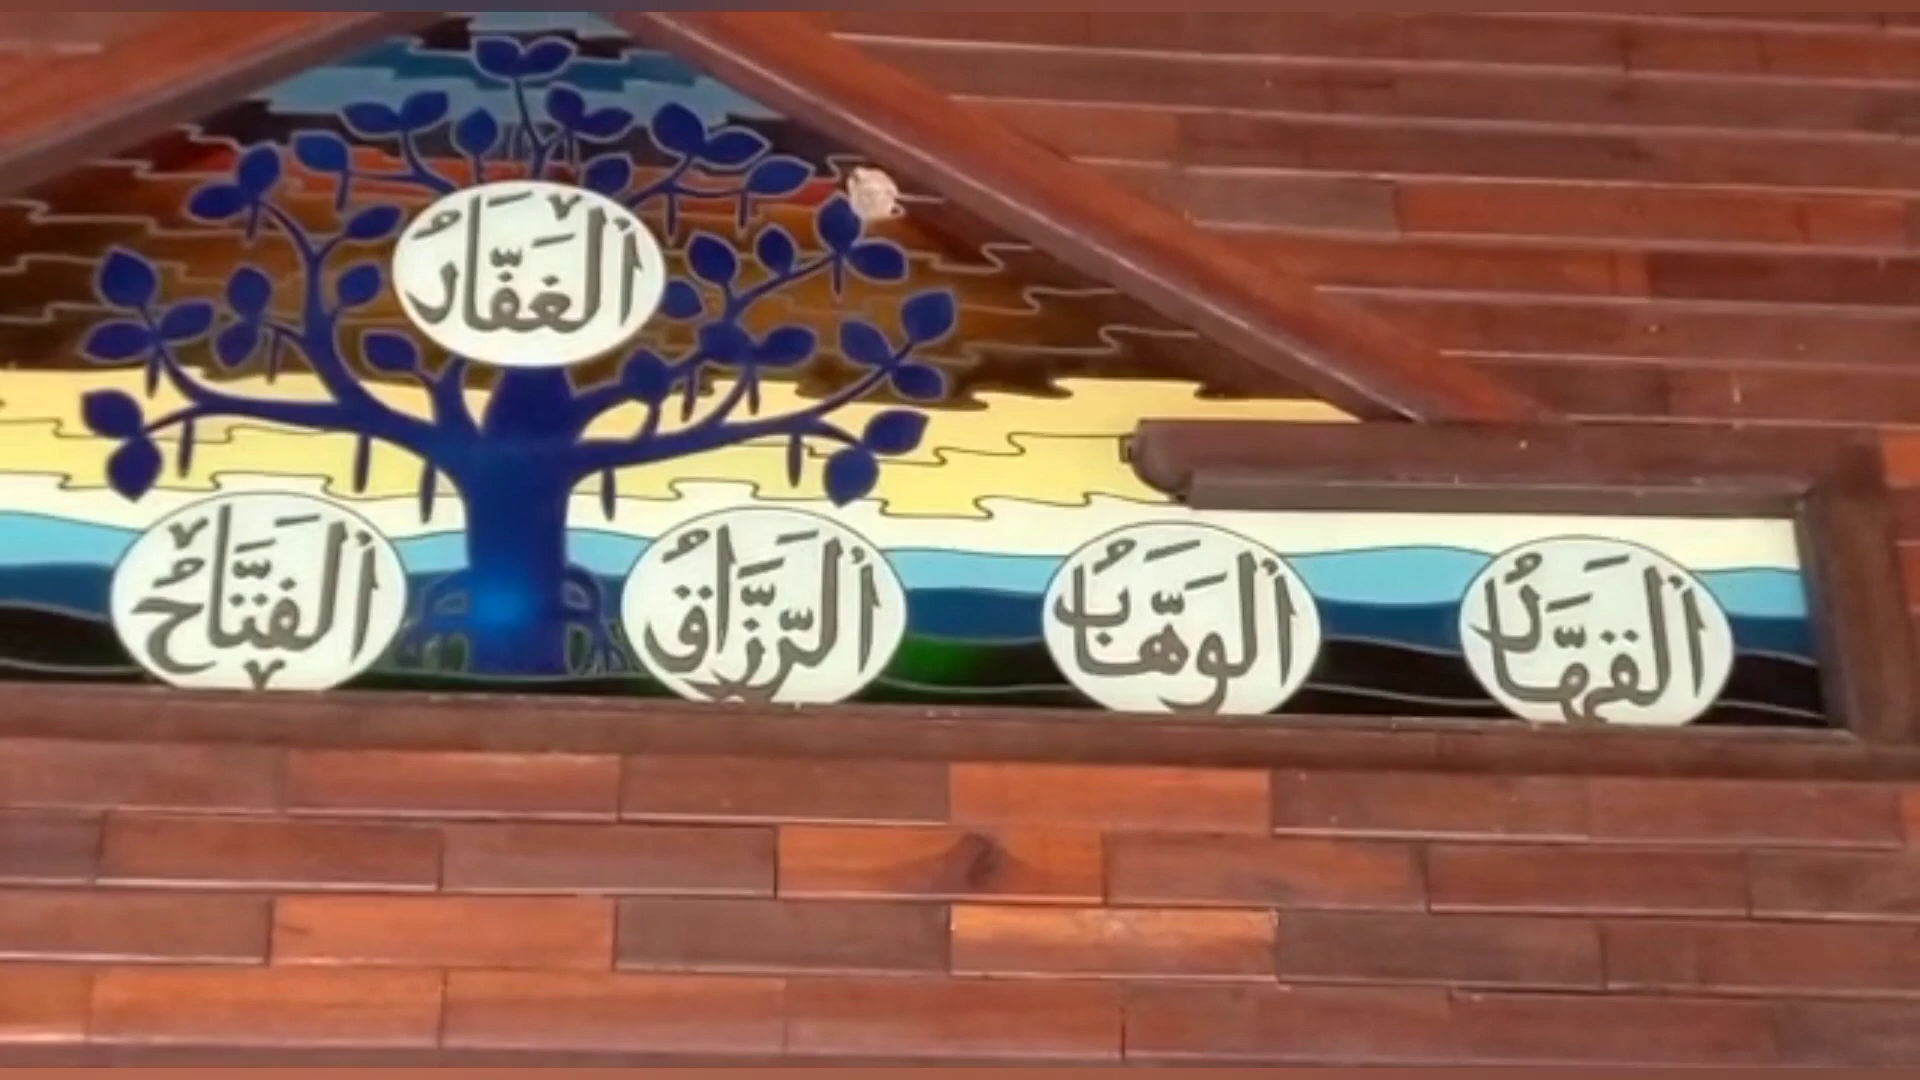 ٱلْغَفَّارُ
ٱلْقَهَّارُ
ٱلْوَهَّابُ
ٱلرَّزَّاقُ
ٱلْفَتَّاحُ